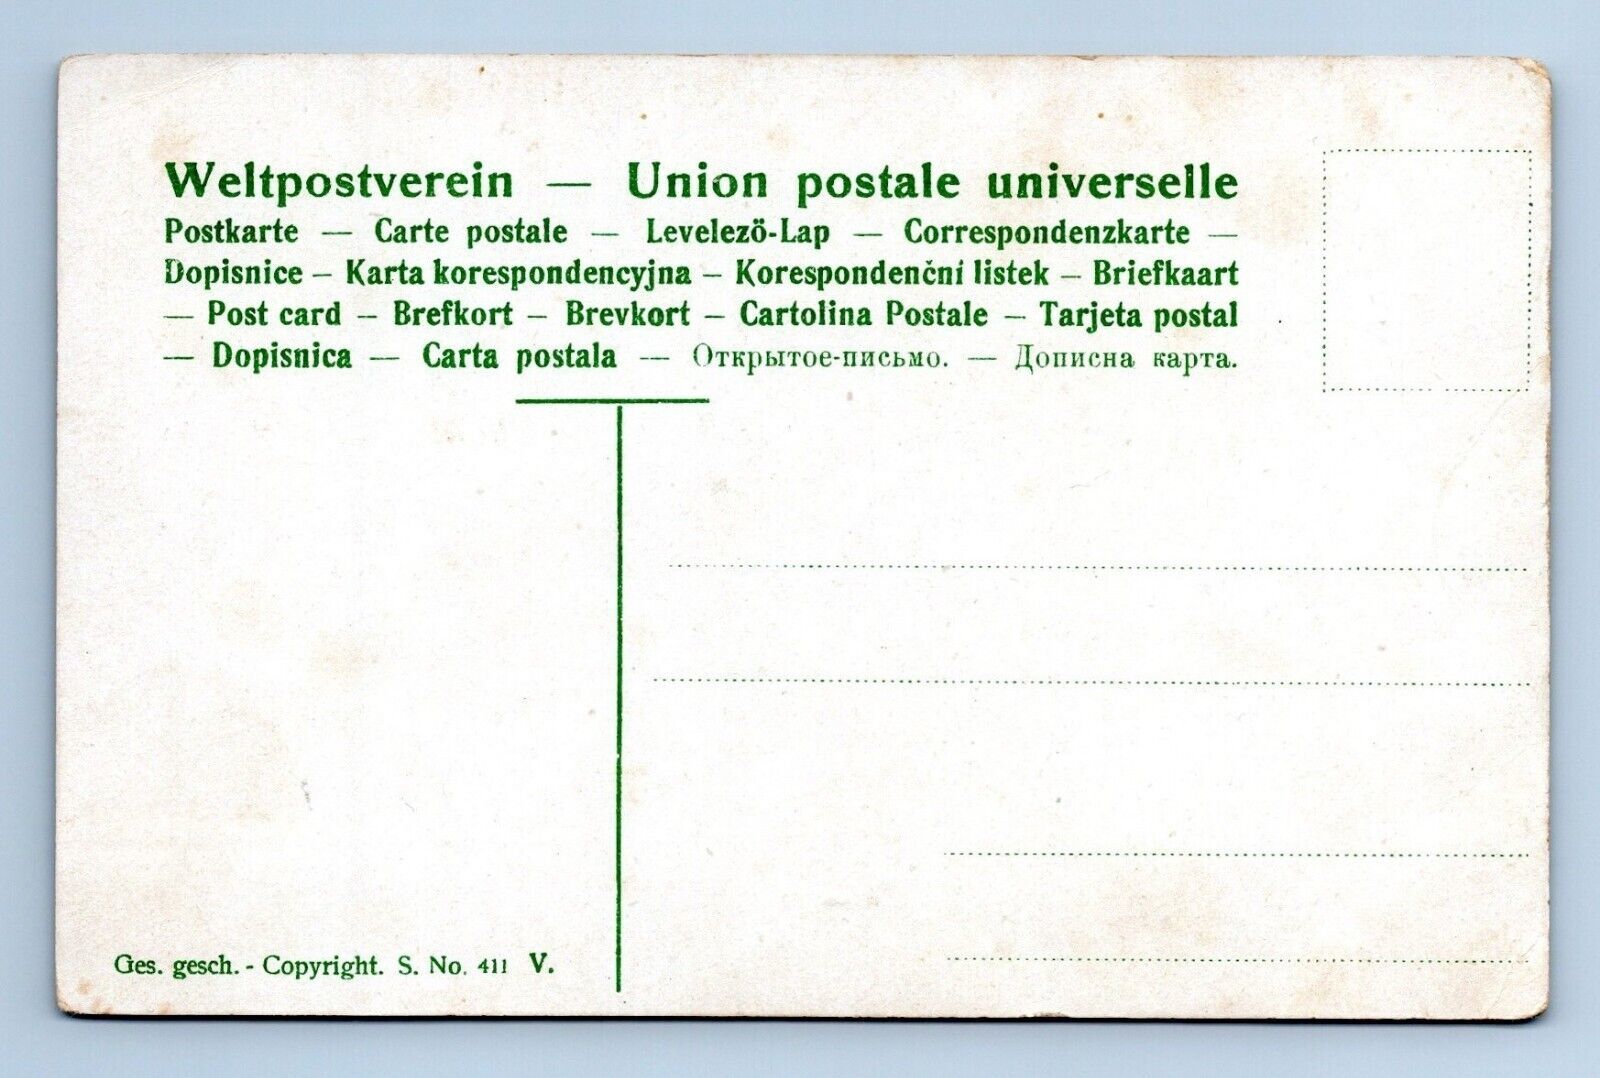 Weltpostverein — Union postale universelle
Postkarte — Carte postale — Levelezö-Lap — Correspondenzkarte —
Dopisnice — Karta korespondencyjna — Korespondenčni listek — Briefkaart
— Post card — Brefkort — Brevkort — Cartolina Postale — Tarjeta postal
— Dopisnica — Carta postala — Открытое-письмо. — Дописна карта.
Ges. gesch. - Copyright. S. No. 411 V.